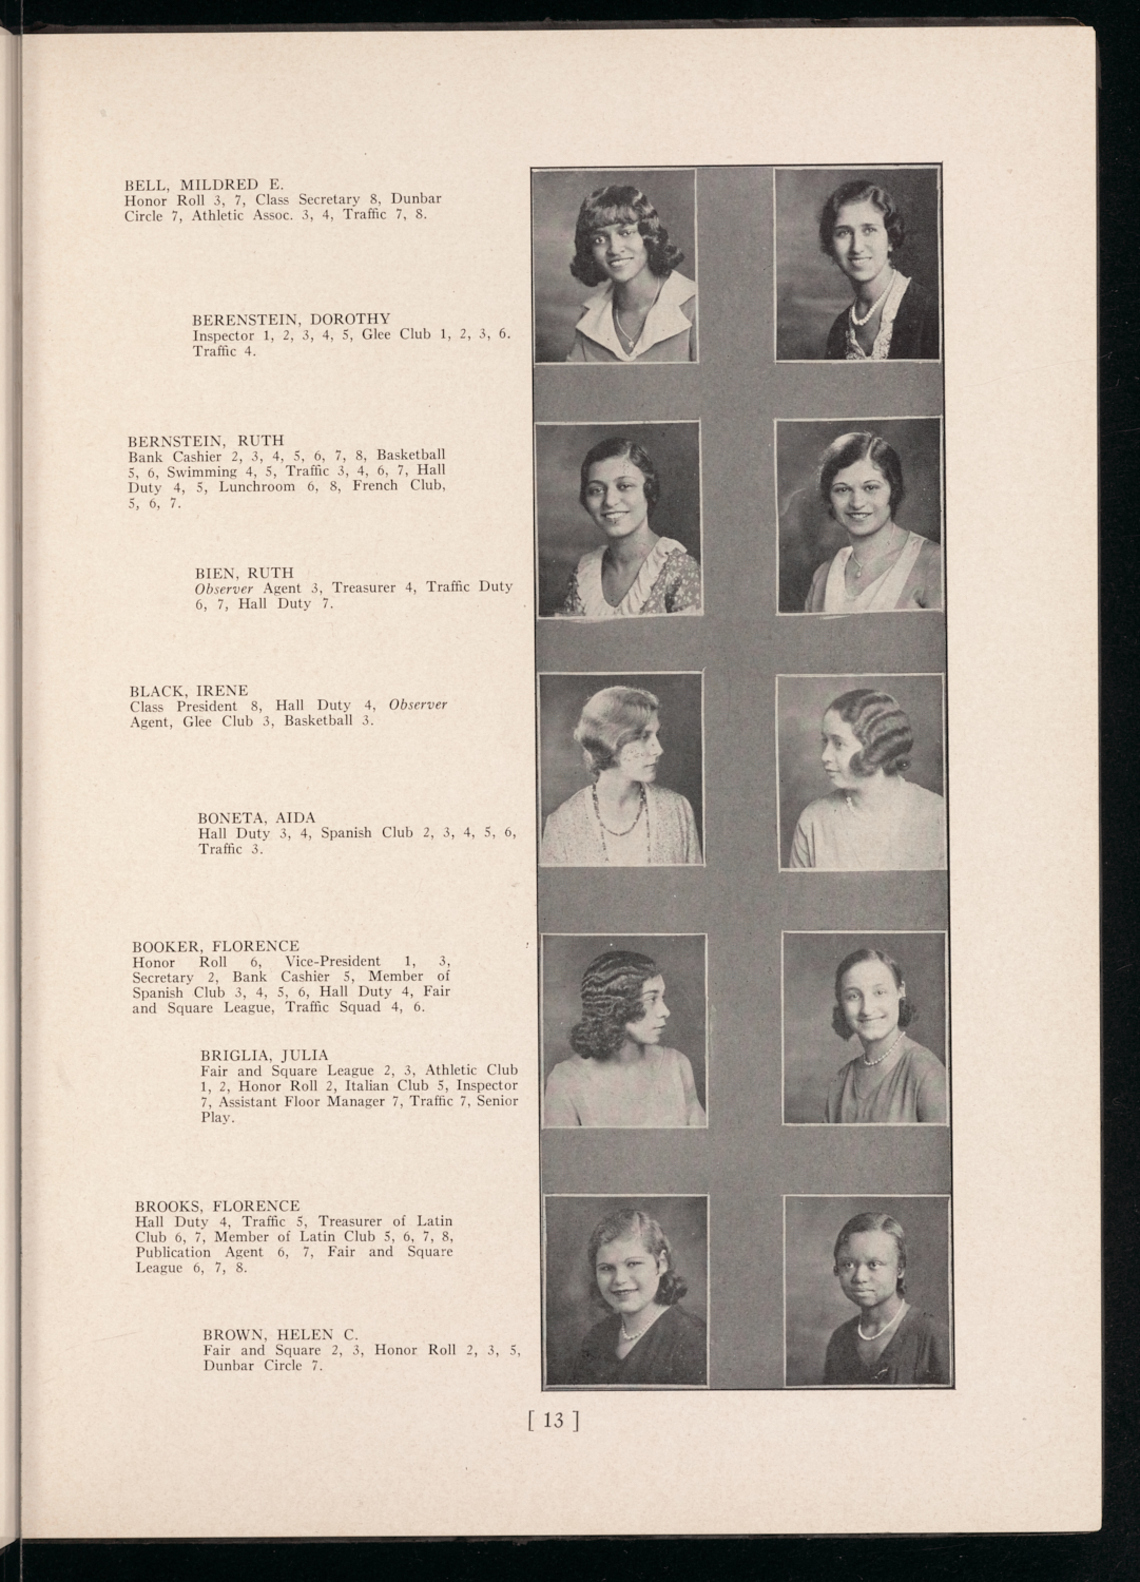 BELL, MILDRED E.
Honor Roll 3, 7, Class Secretary 8, Dunbar
Circle 7, Athletic Assoc. 3, 4, Traffic 7, 8.
BERENSTEIN, DOROTHY
Inspector 1, 2, 3, 4, 5, Glee Club 1, 2, 3, 6.
Traffic 4.
BERNSTEIN, RUTH
Bank Cashier 2, 3, 4, 5, 6, 7, 8, Basketball
5, 6, Swimming 4, 5, Traffic 3, 4, 6, 7, Hall
Duty 4, 5, Lunchroom 6, 8, French Club,
5, 6, 7.
BIEN, RUTH
Observer Agent 3, Treasurer 4, Traffic Duty
6, 7, Hall Duty 7.
BLACK, IRENE
Class President 8, Hall Duty 4, Observer
Agent, Glee Club 3, Basketball 3.
BONETA, AIDA
Hall Duty 3, 4, Spanish Club 2, 3, 4, 5, 6,
Traffic 3.
BOOKER, FLORENCE
Honor Roll 6, Vice-President 1, 3,
Secretary 2, Bank Cashier 5, Member of
Spanish Club 3, 4, 5, 6, Hall Duty 4, Fair
and Square League, Traffic Squad 4, 6.
BRIGLIA, JULIA
Fair and Square League 2, 3, Athletic Club
1, 2, Honor Roll 2, Italian Club 5, Inspector
7, Assistant Floor Manager 7, Traffic 7, Senior
Play.
BROOKS, FLORENCE
Hall Duty 4, Traffic 5, Treasurer of Latin
Club 6, 7, Member of Latin Club 5, 6, 7, 8,
Publication Agent 6, 7, Fair and Square
League 6, 7, 8.
BROWN, HELEN C.
Fair and Square 2, 3, Honor Roll 2, 3, 5,
Dunbar Circle 7.
[ 13 ]